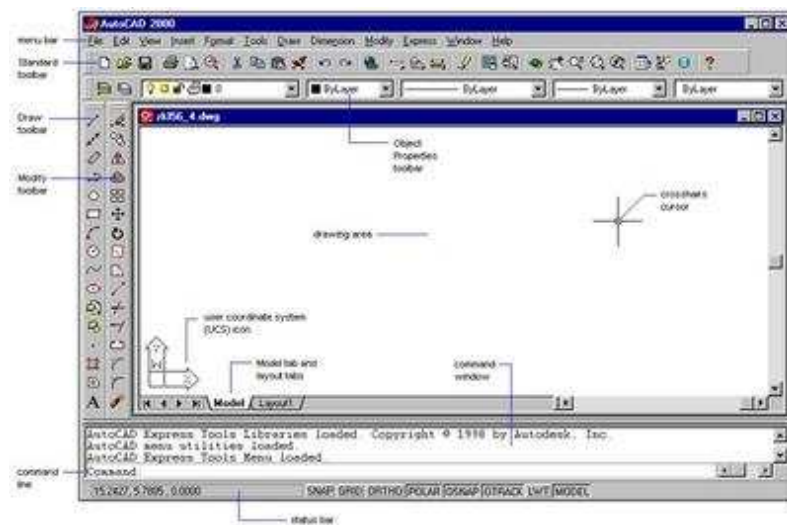 AutoCAD 2000
menu bar
File Edit View Insert Format Tools Draw Dimension Modify Express Window Help
Standard
toolbar
0 ByLayer ByLayer ByLayer ByLayer
Draw
toolbar
Modify
toolbar
Object
Properties
toolbar
crosshairs
cursor
drawing area
user coordinate system
(UCS) icon
Model tab and
layout tabs
command
window
W
X
A
Model Layout1
AutoCAD Express Tools Libraries loaded. Copyright © 1998 by Autodesk, Inc.
AutoCAD menu utilities loaded.
AutoCAD Express Tools Menu loaded
command
line
Command
15.2427, 5.7885, 0.0000 SNAP GRID ORTHO POLAR OSNAP OTRACK LWT MODEL
status bar